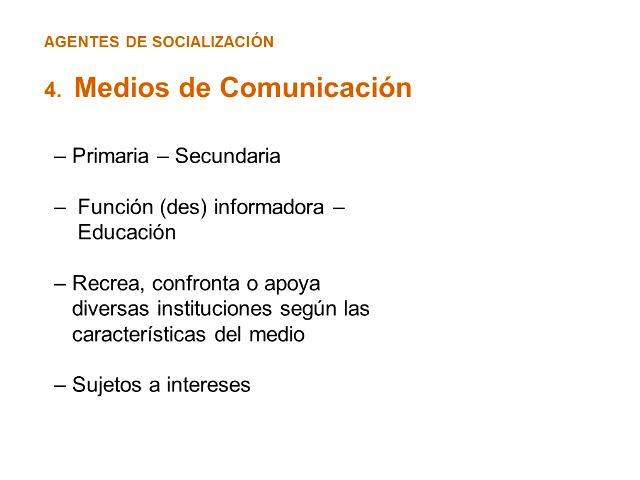 AGENTES DE SOCIALIZACIÓN
4. Medios de Comunicación
– Primaria – Secundaria
– Función (des) informadora –
Educación
– Recrea, confronta o apoya
diversas instituciones según las
características del medio
– Sujetos a intereses